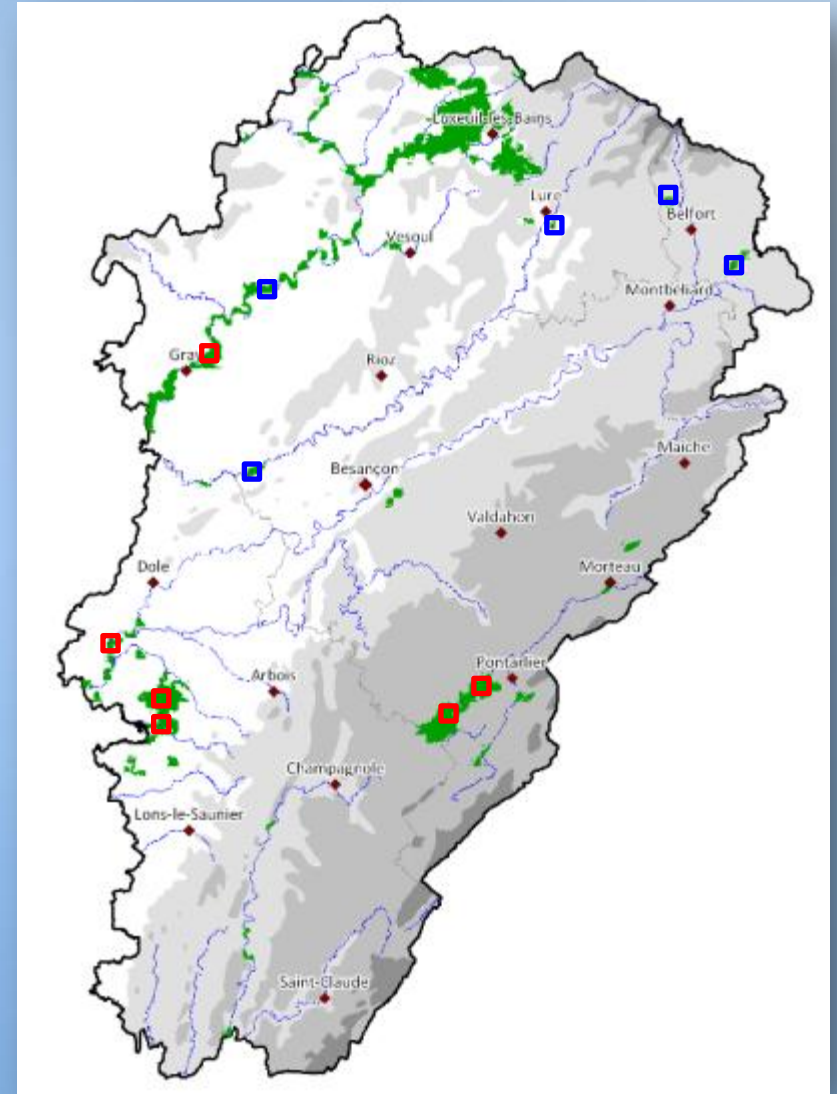 Luxeuil-les-Bains
Lure
Belfort
Vesoul
Montbéliard
Gray
Rioz
Maiche
Besançon
Valdahon
Dole
Morteau
Pontarlier
Arbois
Champagnole
Lons-le-Saunier
Saint-Claude